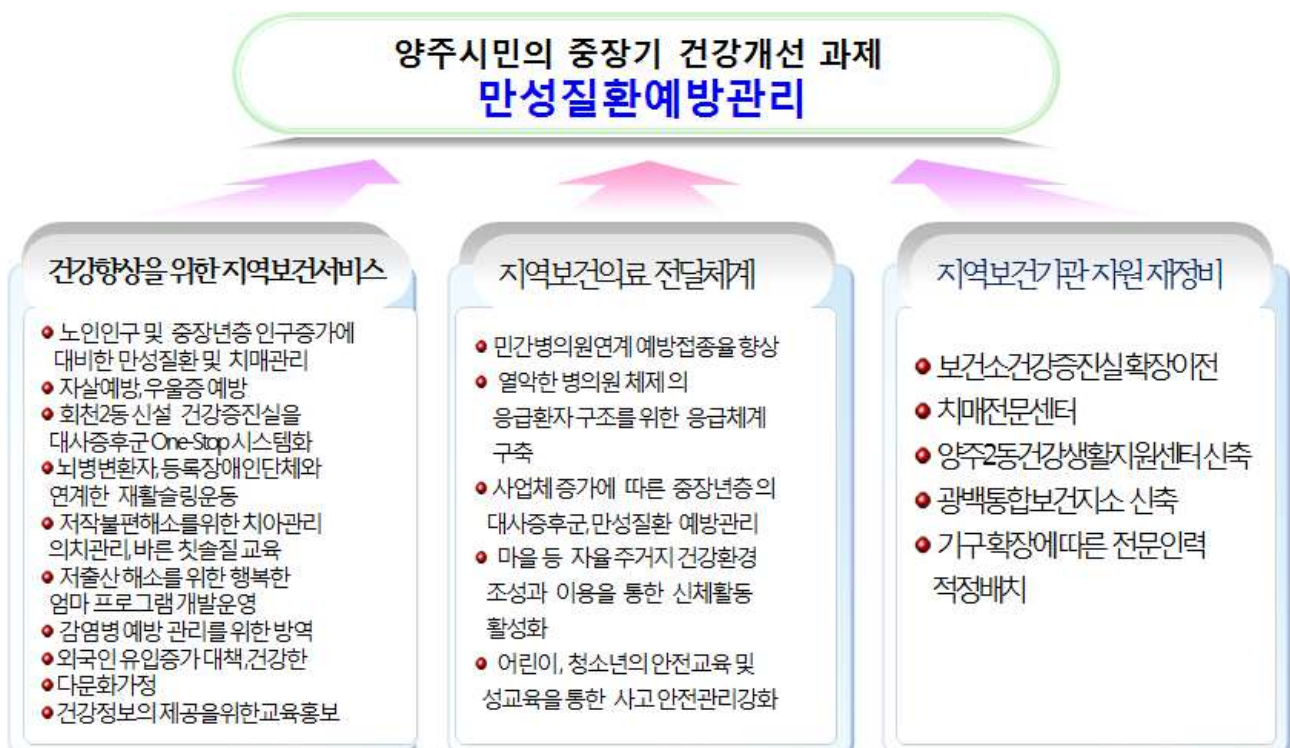 양주시민의 중장기 건강개선 과제
만성질환예방관리
건강향상을 위한 지역보건서비스
노인인구 및 중장년층 인구증가에
대비한 만성질환 및 치매관리
자살예방,우울증 예방
회천2동 신설 건강증진실을
대사증후군 One-Stop 시스템화
뇌병변환자,등록장애인단체와
연계한 재활슬링운동
저작불편해소를위한 치아관리
의치관리,바른 칫솔질 교육
저출산 해소를 위한 행복한
엄마 프로그램 개발운영
감염병 예방 관리를 위한 방역
외국인 유입증가 대책,건강한
다문화가정
건강정보의 제공을위한교육홍보
지역보건의료 전달체계
민간병의원연계 예방접종율 향상
열악한 병의원 체제 의
응급환자 구조를 위한 응급체계
구축
사업체 증가에 따른 중장년층 의
대사증후군,만성질환 예방관리
마을 등 자율 주거지 건강환경
조성과 이용을 통한 신체활동
활성화
어린이, 청소년의 안전교육 및
성교육을 통한 사고 안전관리강화
지역보건기관 자원 재정비
보건소건강증진실 확장이전
치매전문센터
양주2동건강생활지원센터 신축
광백통합보건지소 신축
기구 확장에 따른 전문인력
적정배치